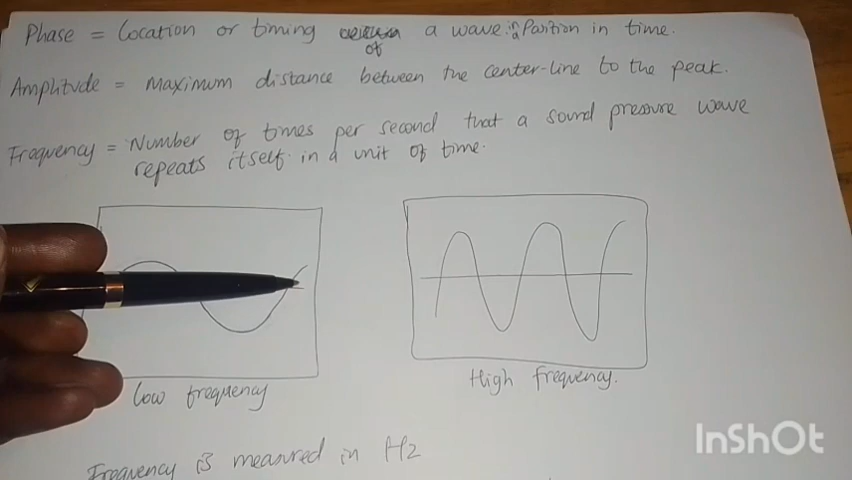 Phase = Location or timing of a wave in a Position in time.
Amplitude = Maximum distance between the center-line to the peak.
Frequency = Number of times per second that a sound pressure wave
repeats itself in a unit of time.
Low frequency
High frequency.
Frequency is measured in Hz
InShOt